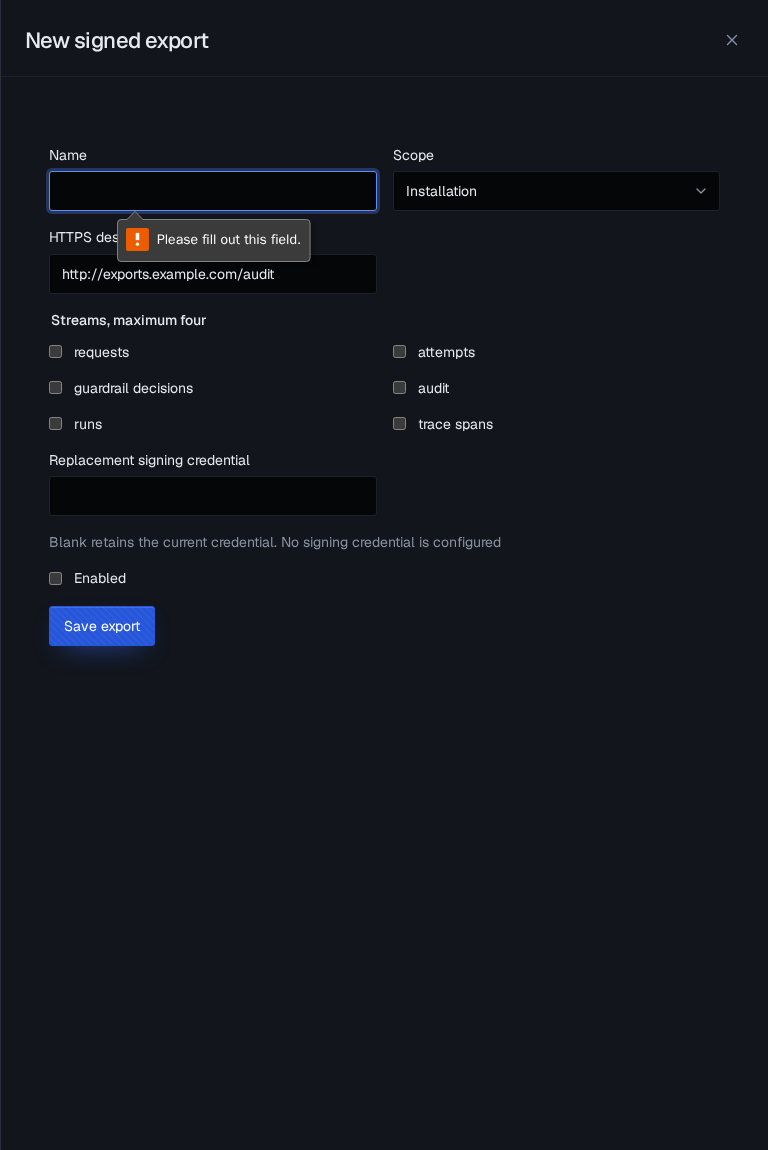 New signed export
Name
Scope
Installation
Please fill out this field.
HTTPS
http://exports.example.com/audit
Streams, maximum four
requests
attempts
guardrail decisions
audit
runs
trace spans
Replacement signing credential
Blank retains the current credential. No signing credential is configured
Enabled
Save export